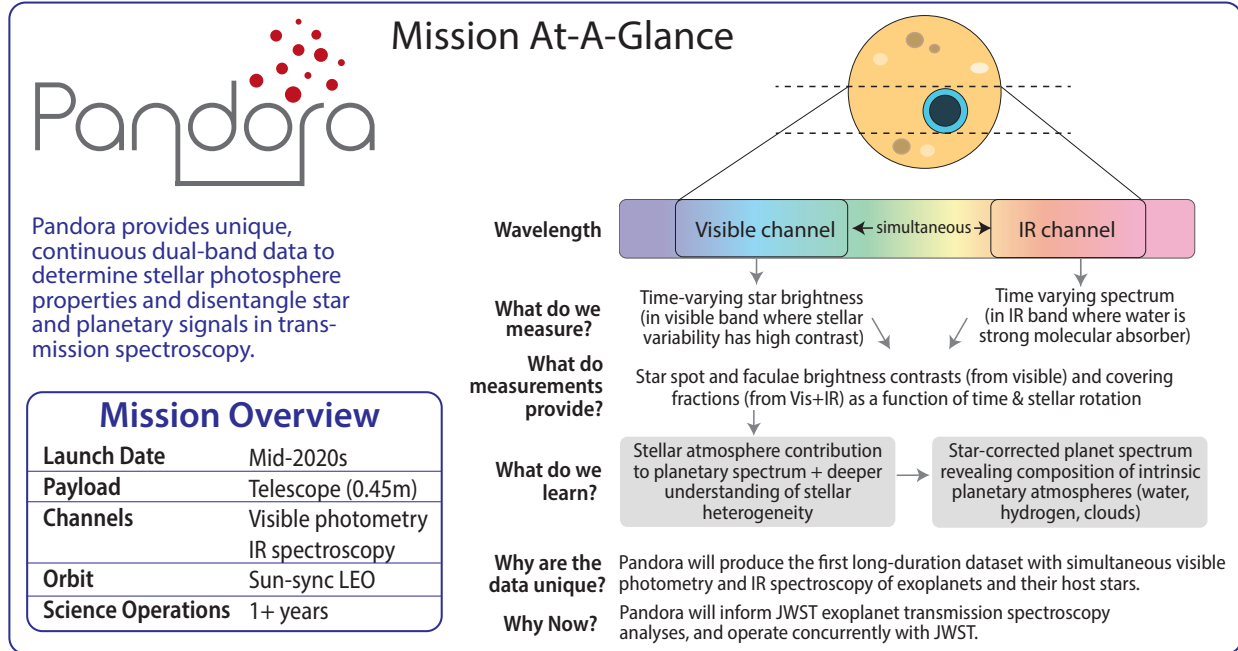 Mission At-A-Glance
Pandora
Pandora provides unique,
continuous dual-band data to
determine stellar photosphere
properties and disentangle star
and planetary signals in trans-
mission spectroscopy.
Mission Overview
Launch Date Mid-2020s
Payload Telescope (0.45m)
Channels Visible photometry
IR spectroscopy
Orbit Sun-sync LEO
Science Operations 1+ years
Wavelength
Visible channel
simultaneous
IR channel
What do we
measure?
Time-varying star brightness
(in visible band where stellar
variability has high contrast)
Time varying spectrum
(in IR band where water is
strong molecular absorber)
What do
measurements
provide?
Star spot and faculae brightness contrasts (from visible) and covering
fractions (from Vis+IR) as a function of time & stellar rotation
What do we
learn?
Stellar atmosphere contribution
to planetary spectrum + deeper
understanding of stellar
heterogeneity
Star-corrected planet spectrum
revealing composition of intrinsic
planetary atmospheres (water,
hydrogen, clouds)
Why are the
data unique?
Pandora will produce the first long-duration dataset with simultaneous visible
photometry and IR spectroscopy of exoplanets and their host stars.
Why Now?
Pandora will inform JWST exoplanet transmission spectroscopy
analyses, and operate concurrently with JWST.